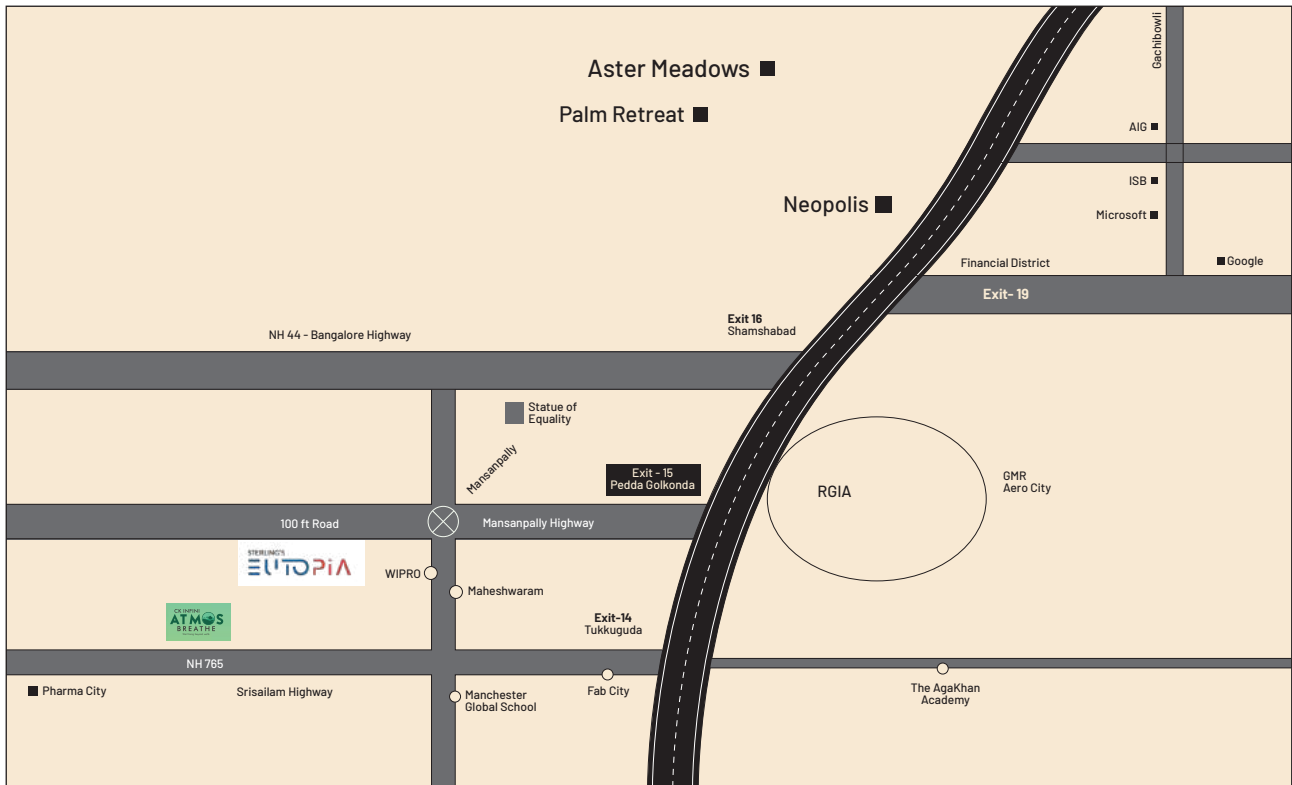 Gachibowli
Aster Meadows
Palm Retreat
AIG
ISB
Neopolis
Microsoft
Financial District
Google
Exit- 19
Exit 16
Shamshabad
NH 44 - Bangalore Highway
Statue of
Equality
Mansanpally
Exit - 15
Pedda Golkonda
RGIA
GMR
Aero City
100 ft Road
Mansanpally Highway
STERLING'S
EUTOPiA
WIPRO
Maheshwaram
CK INFINI
ATMOS
BREATHE
Exit-14
Tukkuguda
NH 765
Pharma City
Srisailam Highway
Manchester
Global School
Fab City
The AgaKhan
Academy